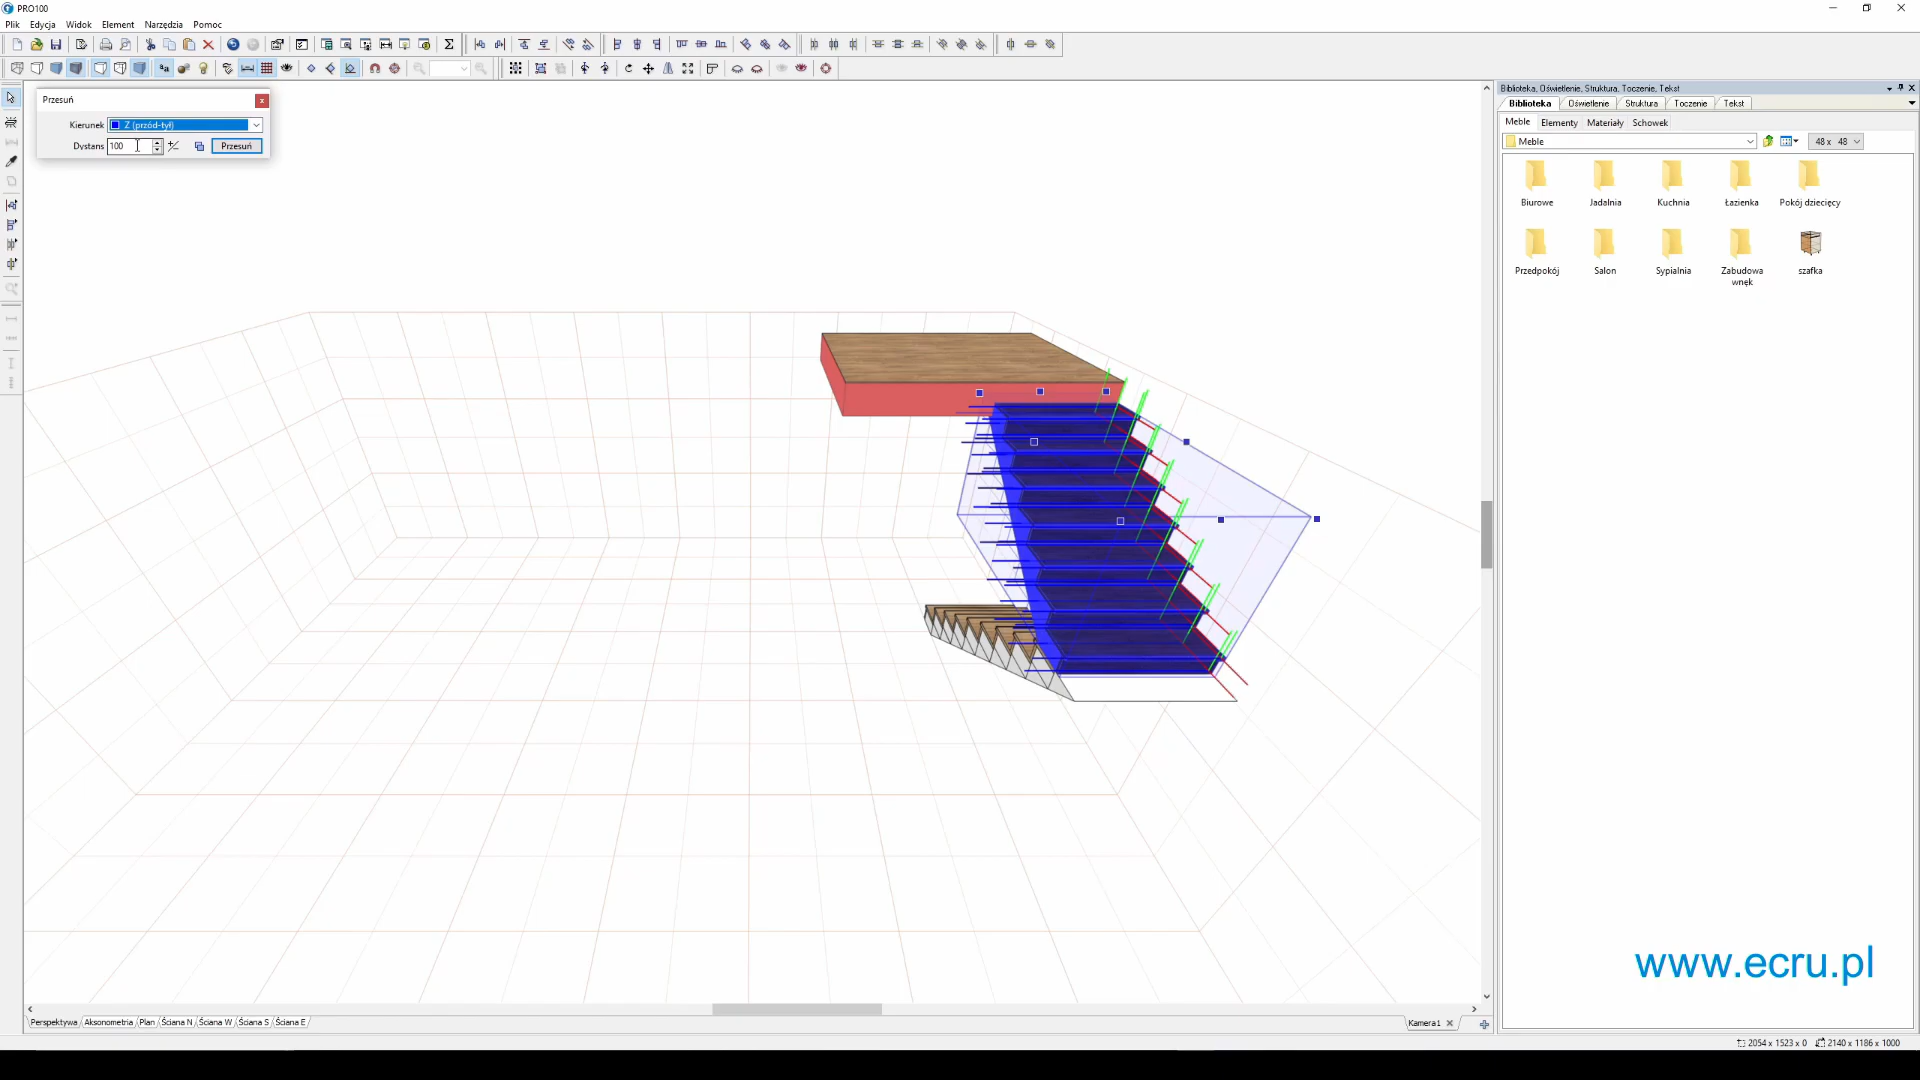 PRO100
Plik Edycja Widok Element Narzędzia Pomoc
Przesuń
Kierunek Z (przód-tył)
Dystans 100 Przesuń
Biblioteka, Oświetlenie, Struktura, Toczenie, Tekst
Biblioteka Oświetlenie Struktura Toczenie Tekst
Meble Elementy Materiały Schowek
Meble 48 x 48
Biurowe Jadalnia Kuchnia Łazienka Pokój dziecięcy
Przedpokój Salon Sypialnia Zabudowa wnęk szafka
www.ecru.pl
Perspektywa Aksonometria Plan Ściana N Ściana W Ściana S Ściana E
Kamera1
2054 x 1523 x 0 2140 x 1186 x 1000